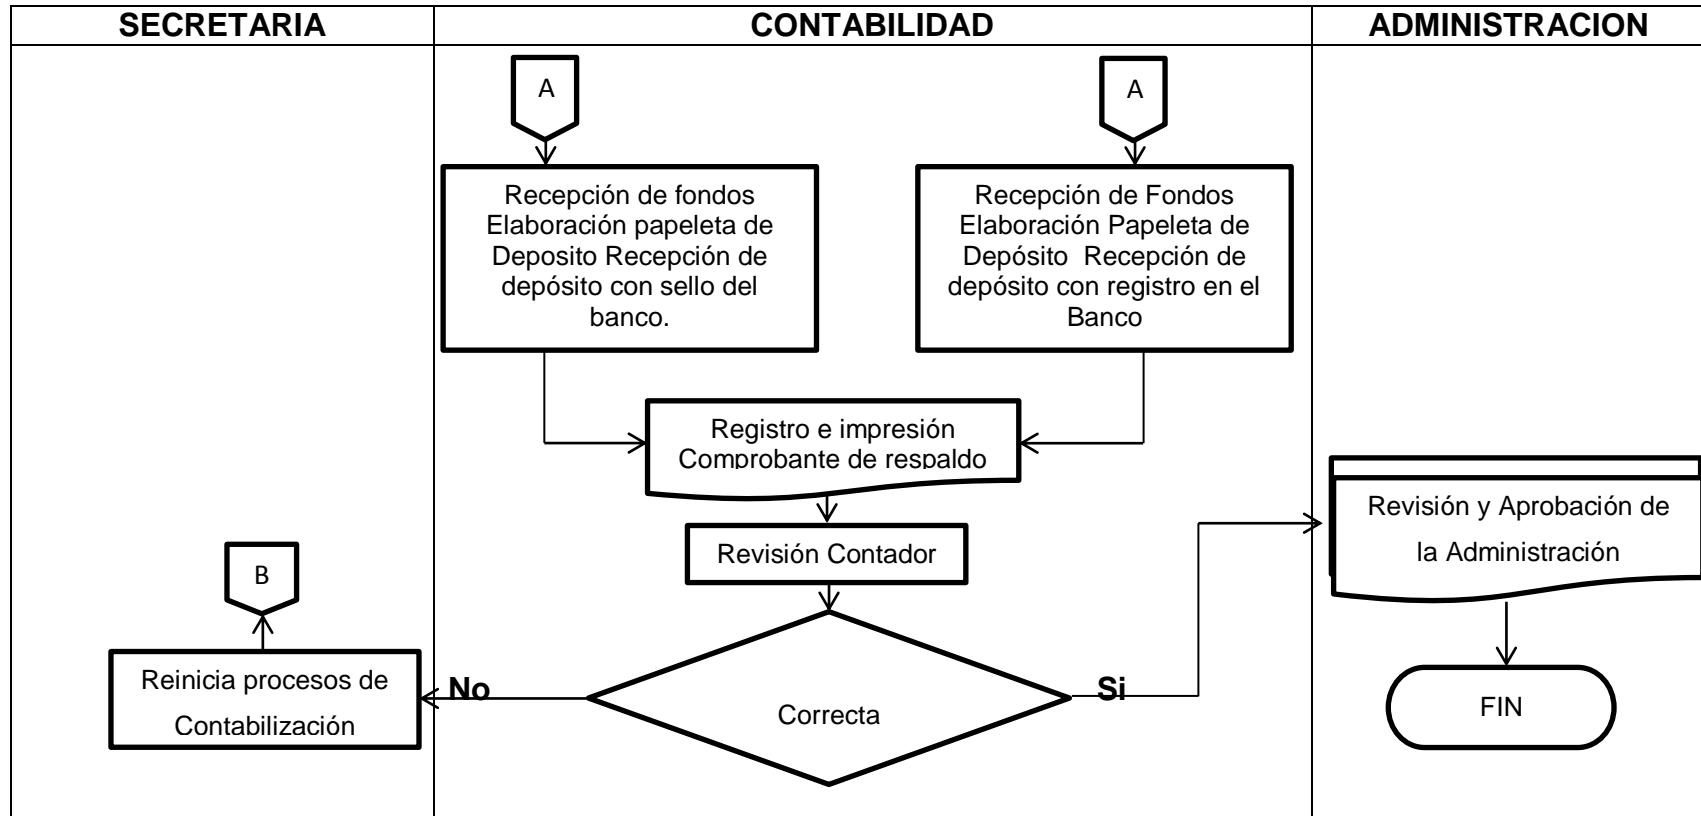 SECRETARIA
CONTABILIDAD
ADMINISTRACION
A
A
Recepción de fondos
Elaboración papeleta de
Deposito Recepción de
depósito con sello del
banco.
Recepción de Fondos
Elaboración Papeleta de
Depósito  Recepción de
depósito con registro en el
Banco
Registro e impresión
Comprobante de respaldo
Revisión y Aprobación de
la Administración
Revisión Contador
B
Reinicia procesos de
Contabilización
No
Correcta
Si
FIN